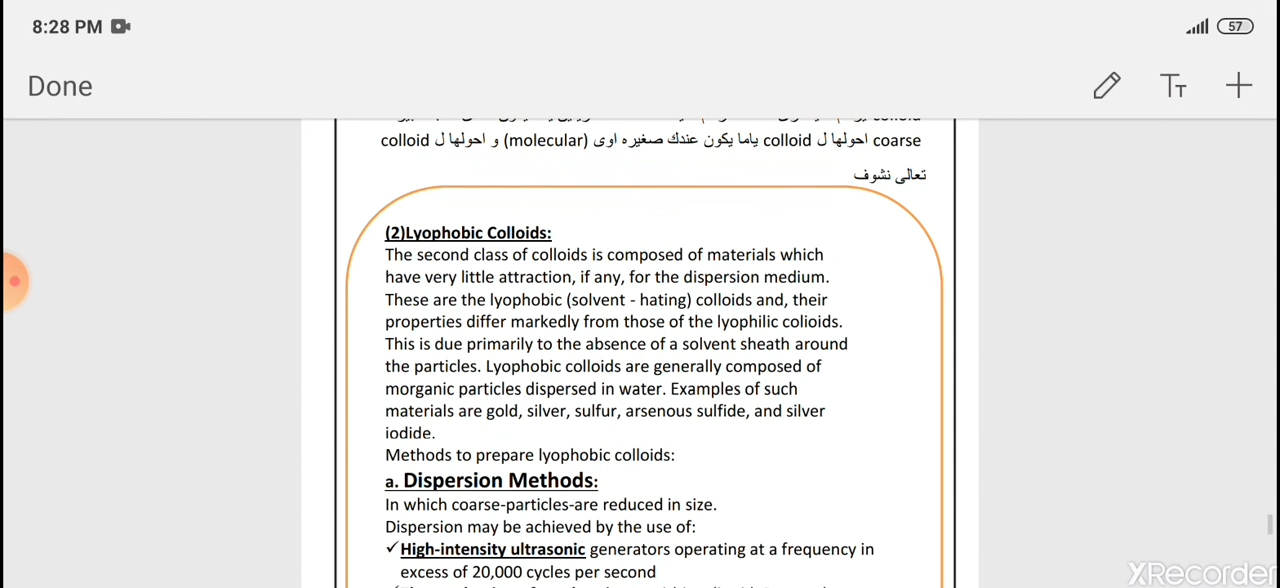 8:28 PM
57
Done
Tт
coarse احولها ل colloid ياما يكون عندك صغيره اوى (molecular) و احولها ل colloid
تعالى نشوف
(2)Lyophobic Colloids:
The second class of colloids is composed of materials which
have very little attraction, if any, for the dispersion medium.
These are the lyophobic (solvent - hating) colloids and, their
properties differ markedly from those of the lyophilic colioids.
This is due primarily to the absence of a solvent sheath around
the particles. Lyophobic colloids are generally composed of
morganic particles dispersed in water. Examples of such
materials are gold, silver, sulfur, arsenous sulfide, and silver
iodide.
Methods to prepare lyophobic colloids:
a. Dispersion Methods:
In which coarse-particles-are reduced in size.
Dispersion may be achieved by the use of:
✓High-intensity ultrasonic generators operating at a frequency in
excess of 20,000 cycles per second
XRecorder